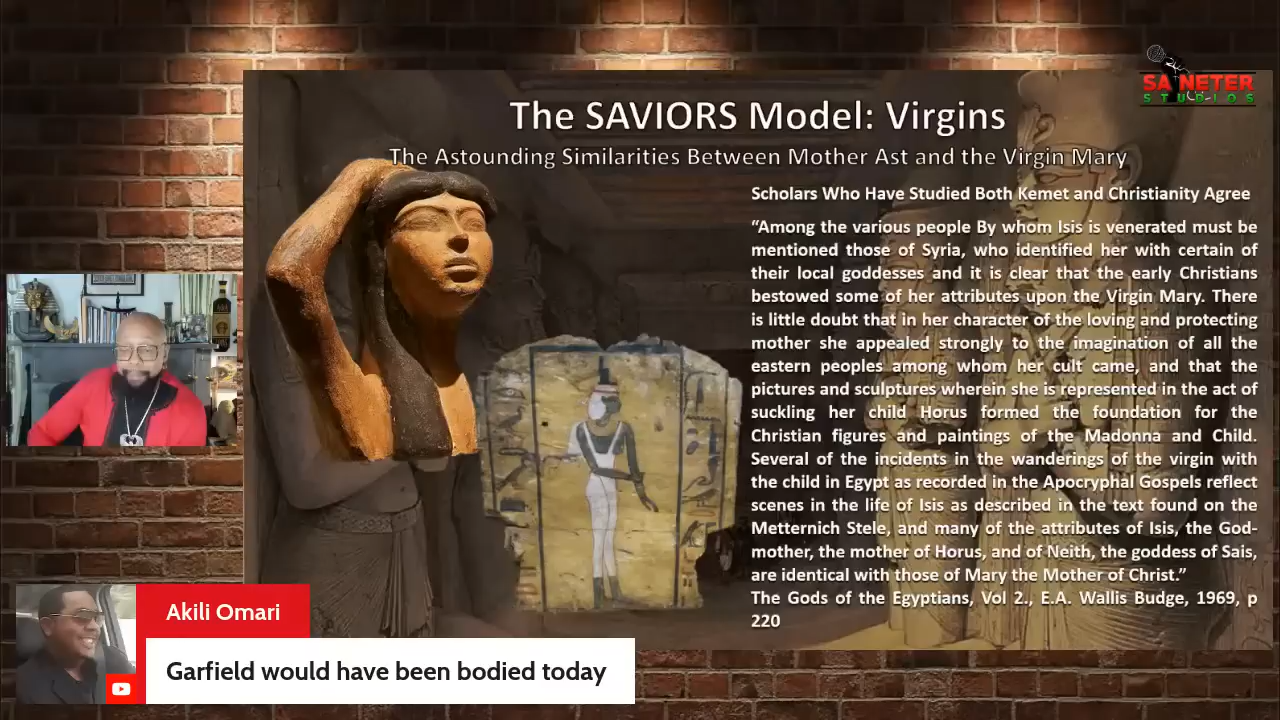 SA NETER
STUDIOS
The SAVIORS Model: Virgins
The Astounding Similarities Between Mother Ast and the Virgin Mary
Scholars Who Have Studied Both Kemet and Christianity Agree
“Among the various people By whom Isis is venerated must be
mentioned those of Syria, who identified her with certain of
their local goddesses and it is clear that the early Christians
bestowed some of her attributes upon the Virgin Mary. There
is little doubt that in her character of the loving and protecting
mother she appealed strongly to the imagination of all the
eastern peoples among whom her cult came, and that the
pictures and sculptures wherein she is represented in the act of
suckling her child Horus formed the foundation for the
Christian figures and paintings of the Madonna and Child.
Several of the incidents in the wanderings of the virgin with
the child in Egypt as recorded in the Apocryphal Gospels reflect
scenes in the life of Isis as described in the text found on the
Metternich Stele, and many of the attributes of Isis, the God-
mother, the mother of Horus, and of Neith, the goddess of Sais,
are identical with those of Mary the Mother of Christ.”
The Gods of the Egyptians, Vol 2., E.A. Wallis Budge, 1969, p
220
Akili Omari
Garfield would have been bodied today